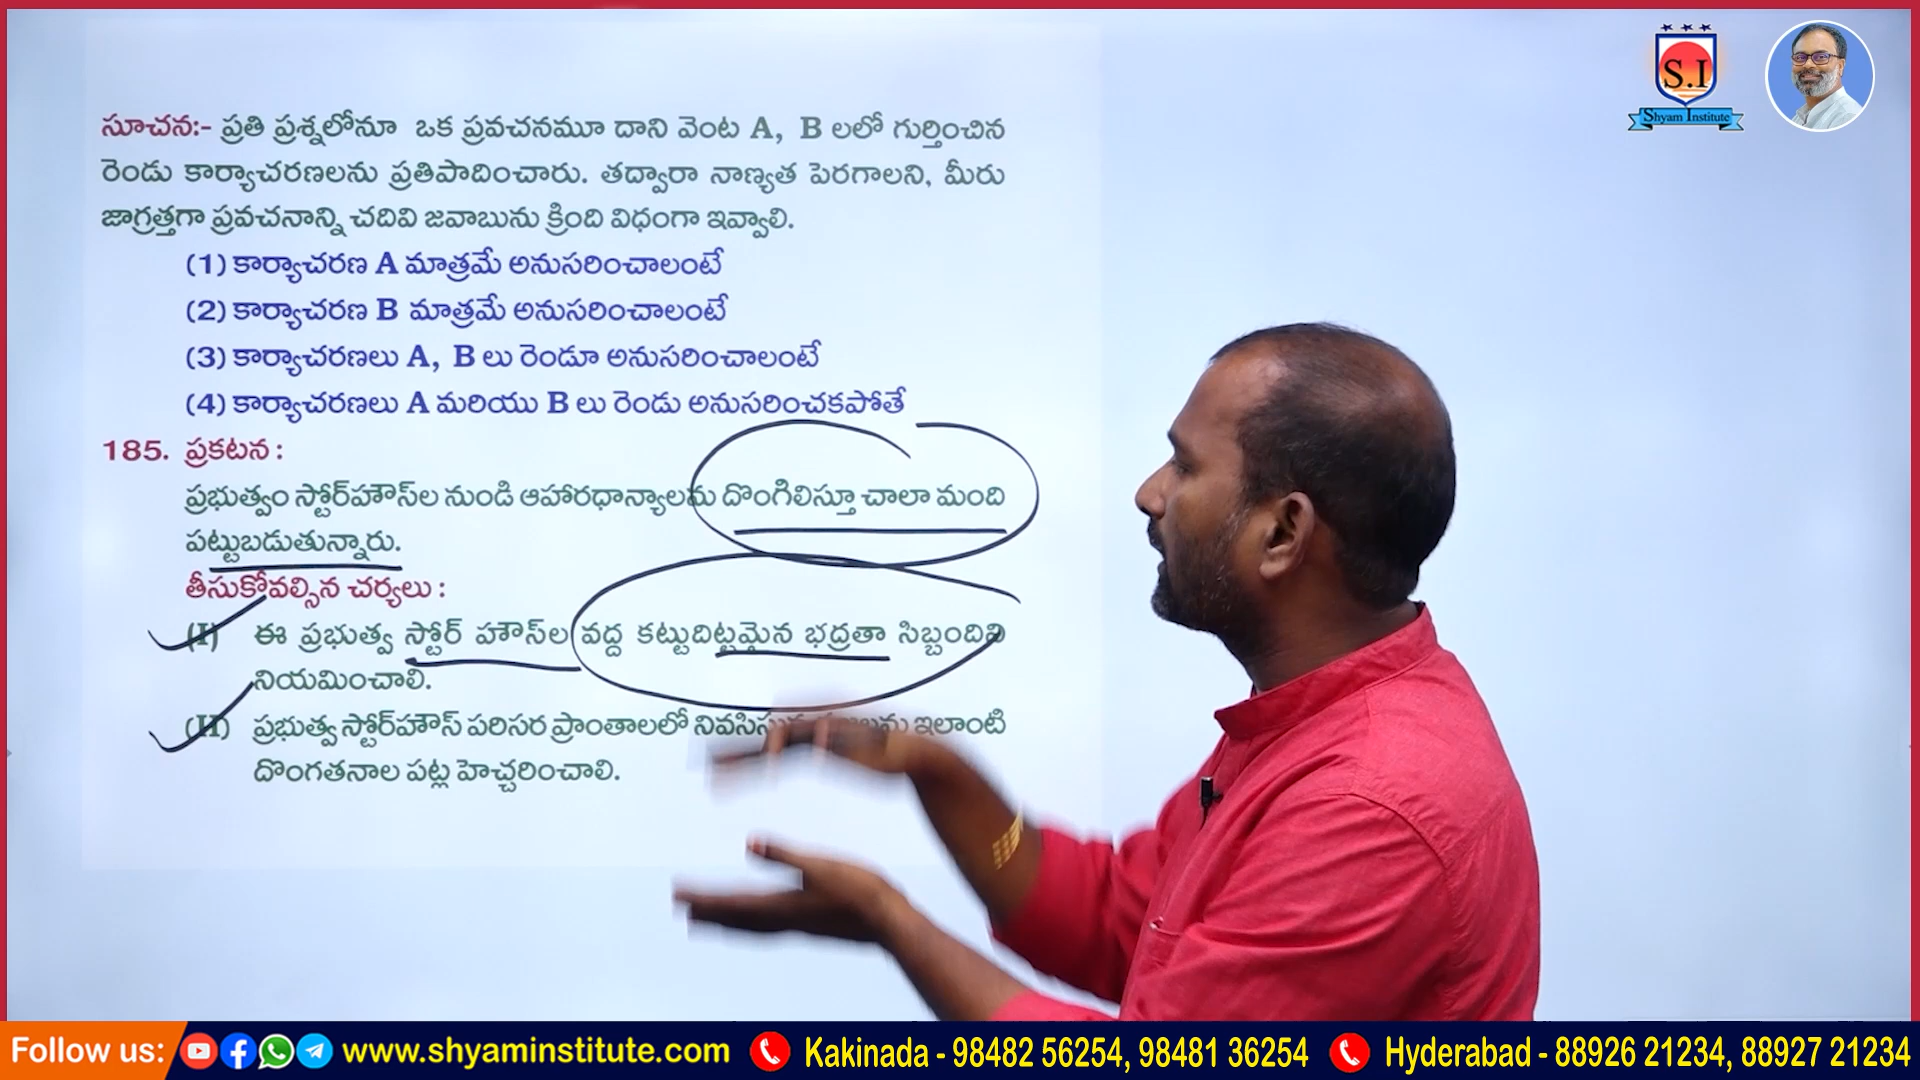 S.I
Shyam Institute
సూచన:- ప్రతి ప్రశ్నలోనూ ఒక ప్రవచనమూ దాని వెంట A, B లలో గుర్తించిన
రెండు కార్యాచరణలను ప్రతిపాదించారు. తద్వారా నాణ్యత పెరగాలని, మీరు
జాగ్రత్తగా ప్రవచనాన్ని చదివి జవాబును క్రింది విధంగా ఇవ్వాలి.
(1) కార్యాచరణ A మాత్రమే అనుసరించాలంటే
(2) కార్యాచరణ B మాత్రమే అనుసరించాలంటే
(3) కార్యాచరణలు A, B లు రెండూ అనుసరించాలంటే
(4) కార్యాచరణలు A మరియు B లు రెండు అనుసరించకపోతే
185. ప్రకటన :
ప్రభుత్వం స్టోర్‌హౌస్‌ల నుండి ఆహారధాన్యాలను దొంగిలిస్తూ చాలా మంది
పట్టుబడుతున్నారు.
తీసుకోవల్సిన చర్యలు :
(I) ఈ ప్రభుత్వ స్టోర్ హౌస్‌ల వద్ద కట్టుదిట్టమైన భద్రతా సిబ్బందిని
నియమించాలి.
(II) ప్రభుత్వ స్టోర్‌హౌస్ పరిసర ప్రాంతాలలో ఇలాంటి
దొంగతనాల పట్ల హెచ్చరించాలి.
Follow us: www.shyaminstitute.com Kakinada - 98482 56254, 98481 36254 Hyderabad - 88926 21234, 88927 21234